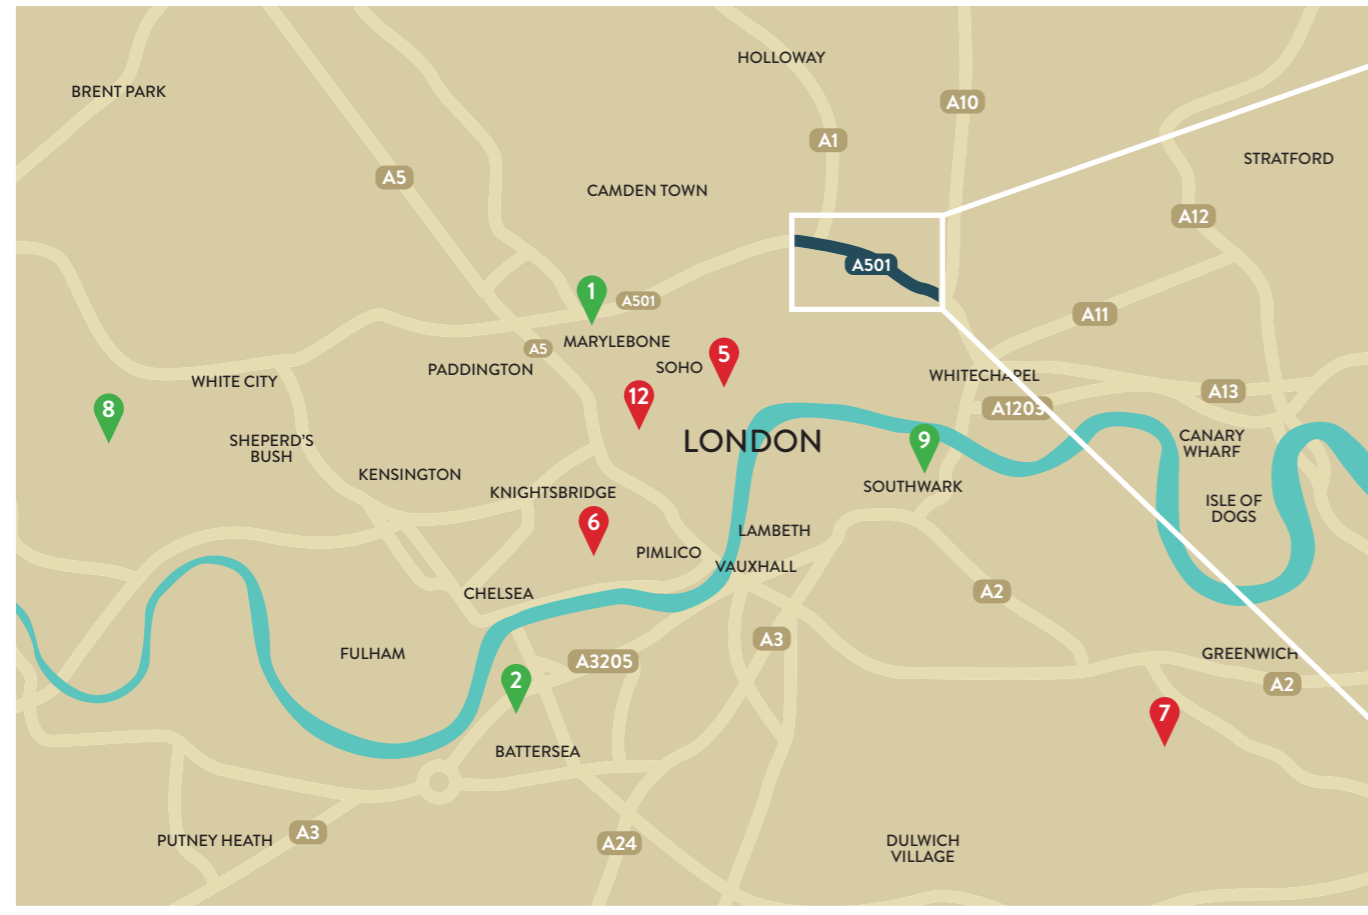 HOLLOWAY
BRENT PARK
A10
A1
STRATFORD
A5
CAMDEN TOWN
A12
A501
1
A501
A11
MARYLEBONE
A5
5
SOHO
PADDINGTON
WHITECHAPEL
WHITE CITY
A13
12
8
A1203
9
LONDON
CANARY
WHARF
SHEPERD'S
BUSH
KENSINGTON
SOUTHWARK
KNIGHTSBRIDGE
ISLE OF
DOGS
6
LAMBETH
PIMLICO
VAUXHALL
CHELSEA
A2
A3
FULHAM
GREENWICH
A3205
2
A2
7
BATTERSEA
A3
PUTNEY HEATH
A24
DULWICH
VILLAGE